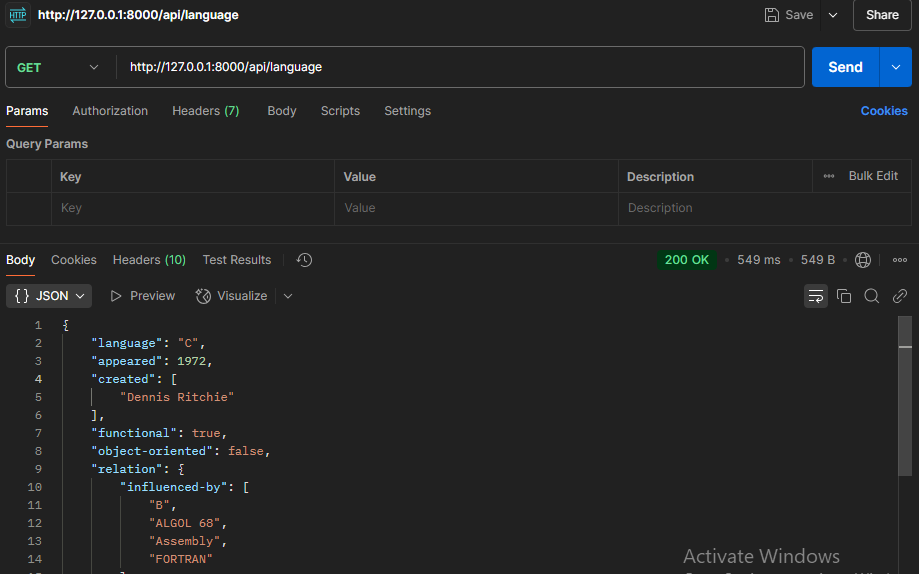 HTTP http://127.0.0.1:8000/api/language Save Share
GET http://127.0.0.1:8000/api/language Send
Params Authorization Headers (7) Body Scripts Settings Cookies
Query Params
Key Value Description ••• Bulk Edit
Key Value Description
Body Cookies Headers (10) Test Results 200 OK • 549 ms • 549 B •
{} JSON Preview Visualize
1 {
2 "language": "C",
3 "appeared": 1972,
4 "created": [
5 "Dennis Ritchie"
6 ],
7 "functional": true,
8 "object-oriented": false,
9 "relation": {
10 "influenced-by": [
11 "B",
12 "ALGOL 68",
13 "Assembly",
14 "FORTRAN"
Activate Windows